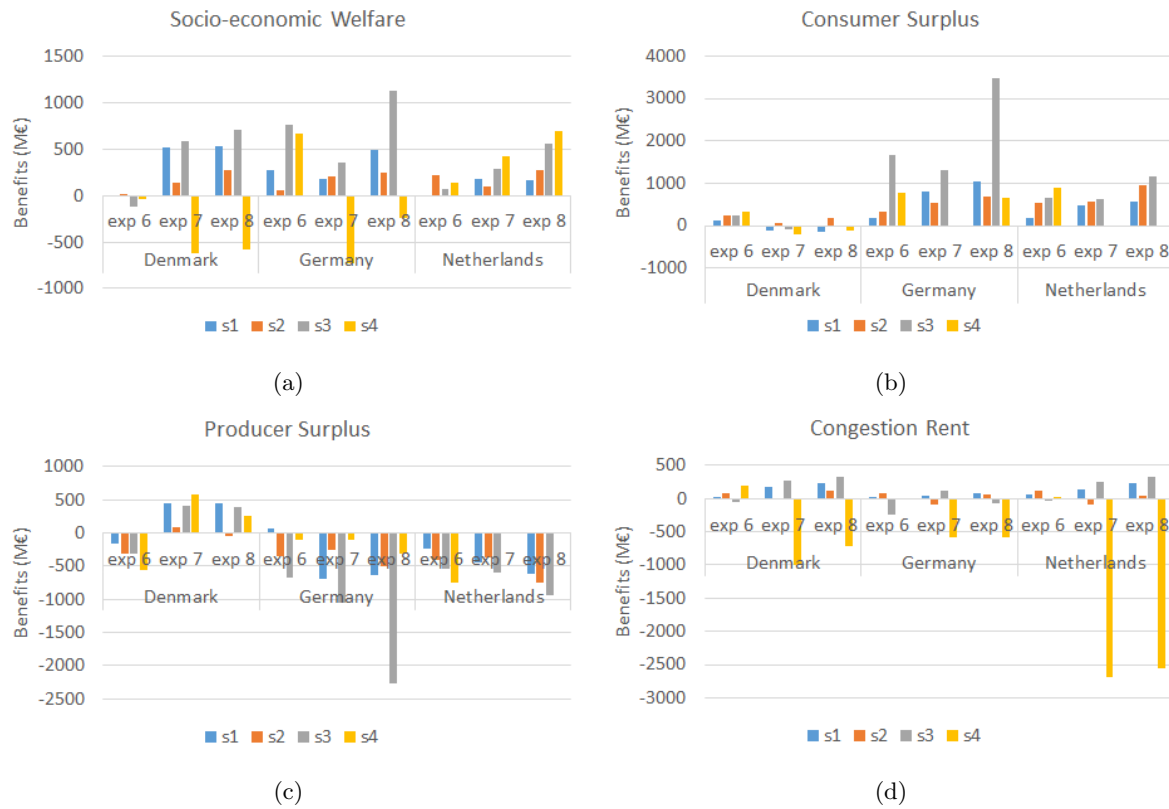 Socio-economic Welfare
1500
1000
500
0
-500
-1000
Benefits (M€)
exp 6 exp 7 exp 8 exp 6 exp 7 exp 8 exp 6 exp 7 exp 8
Denmark Germany Netherlands
s1 s2 s3 s4
(a)
Consumer Surplus
4000
3000
2000
1000
0
-1000
Benefits (M€)
exp 6 exp 7 exp 8 exp 6 exp 7 exp 8 exp 6 exp 7 exp 8
Denmark Germany Netherlands
s1 s2 s3 s4
(b)
Producer Surplus
1000
500
0
-500
-1000
-1500
-2000
-2500
Benefits (M€)
exp 6 exp 7 exp 8 exp 6 exp 7 exp 8 exp 6 exp 7 exp 8
Denmark Germany Netherlands
s1 s2 s3 s4
(c)
Congestion Rent
500
0
-500
-1000
-1500
-2000
-2500
-3000
Benefits (M€)
exp 6 exp 7 exp 8 exp 6 exp 7 exp 8 exp 6 exp 7 exp 8
Denmark Germany Netherlands
s1 s2 s3 s4
(d)